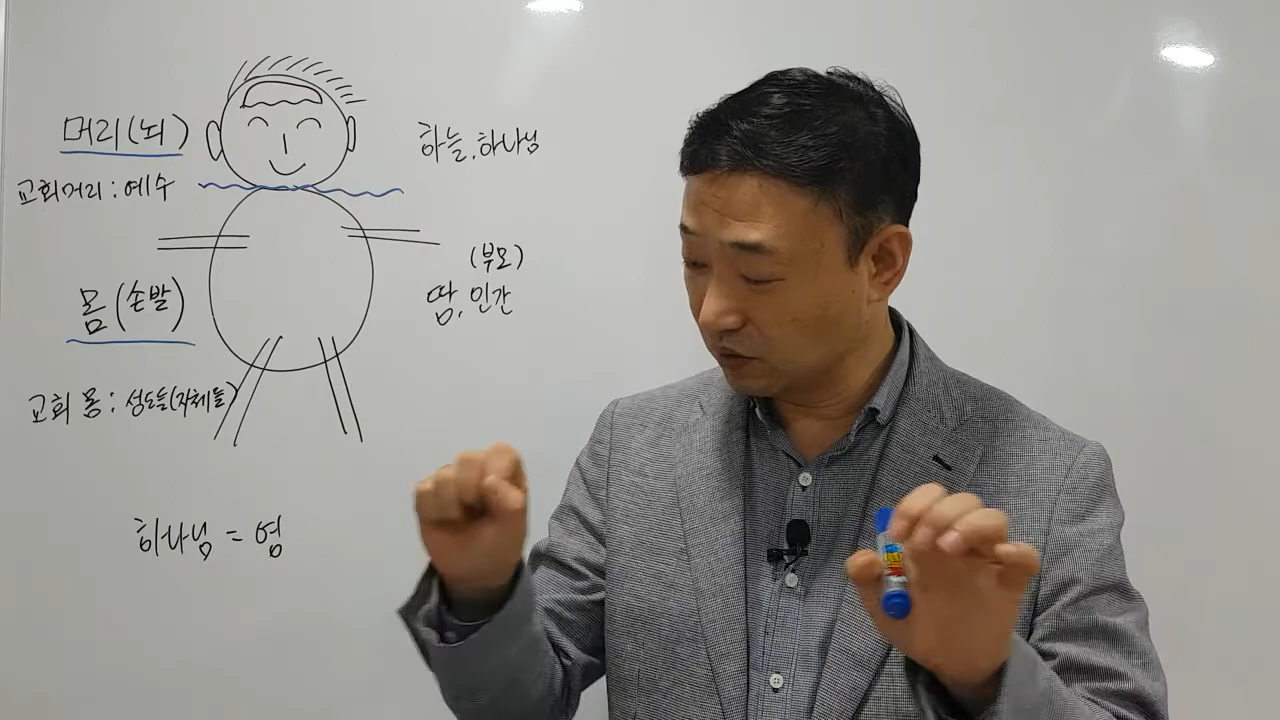 머리(뇌)
하늘, 하나님
교회머리 : 예수
(부모)
땅, 인간
몸(손발)
교회 몸 : 성도들(지체들)
하나님 = 영